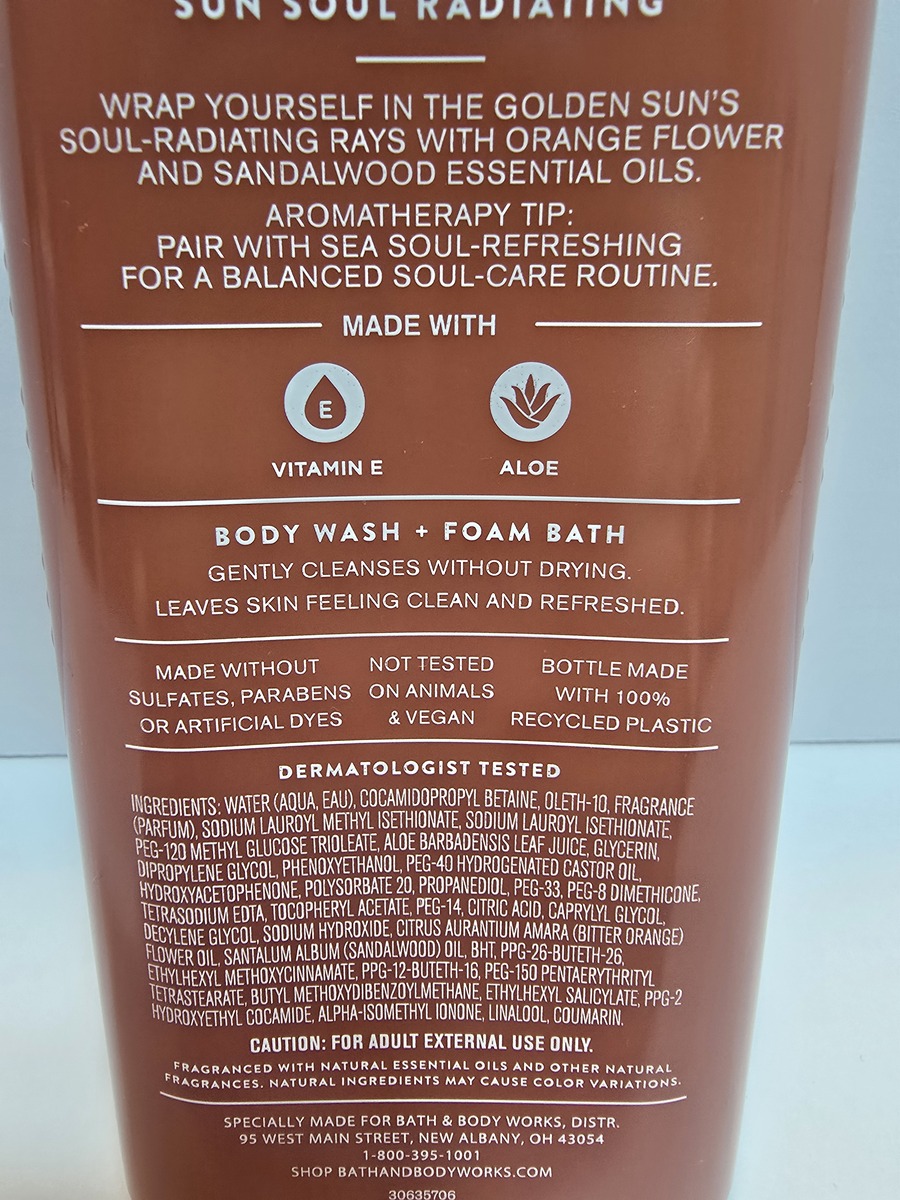 SUN SOUL RADIATING
WRAP YOURSELF IN THE GOLDEN SUN'S
SOUL-RADIATING RAYS WITH ORANGE FLOWER
AND SANDALWOOD ESSENTIAL OILS.
AROMATHERAPY TIP:
PAIR WITH SEA SOUL-REFRESHING
FOR A BALANCED SOUL-CARE ROUTINE.
MADE WITH
E
VITAMIN E
ALOE
BODY WASH + FOAM BATH
GENTLY CLEANSES WITHOUT DRYING.
LEAVES SKIN FEELING CLEAN AND REFRESHED.
MADE WITHOUT
SULFATES, PARABENS
OR ARTIFICIAL DYES
NOT TESTED
ON ANIMALS
& VEGAN
BOTTLE MADE
WITH 100%
RECYCLED PLASTIC
DERMATOLOGIST TESTED
INGREDIENTS: WATER (AQUA, EAU), COCAMIDOPROPYL BETAINE, OLETH-10, FRAGRANCE
(PARFUM), SODIUM LAUROYL METHYL ISETHIONATE, SODIUM LAUROYL ISETHIONATE,
PEG-120 METHYL GLUCOSE TRIOLEATE, ALOE BARBADENSIS LEAF JUICE, GLYCERIN,
DIPROPYLENE GLYCOL, PHENOXYETHANOL, PEG-40 HYDROGENATED CASTOR OIL,
HYDROXYACETOPHENONE, POLYSORBATE 20, PROPANEDIOL, PEG-33, PEG-8 DIMETHICONE,
TETRASODIUM EDTA, TOCOPHERYL ACETATE, PEG-14, CITRIC ACID, CAPRYLYL GLYCOL,
DECYLENE GLYCOL, SODIUM HYDROXIDE, CITRUS AURANTIUM AMARA (BITTER ORANGE)
FLOWER OIL, SANTALUM ALBUM (SANDALWOOD) OIL, BHT, PPG-26-BUTETH-26,
ETHYLHEXYL METHOXYCINNAMATE, PPG-12-BUTETH-16, PEG-150 PENTAERYTHRITYL
TETRASTEARATE, BUTYL METHOXYDIBENZOYLMETHANE, ETHYLHEXYL SALICYLATE, PPG-2
HYDROXYETHYL COCAMIDE, ALPHA-ISOMETHYL IONONE, LINALOOL, COUMARIN.
CAUTION: FOR ADULT EXTERNAL USE ONLY.
FRAGRANCED WITH NATURAL ESSENTIAL OILS AND OTHER NATURAL
FRAGRANCES. NATURAL INGREDIENTS MAY CAUSE COLOR VARIATIONS.
SPECIALLY MADE FOR BATH & BODY WORKS, DISTR.
95 WEST MAIN STREET, NEW ALBANY, OH 43054
1-800-395-1001
SHOP BATHANDBODYWORKS.COM
30635706